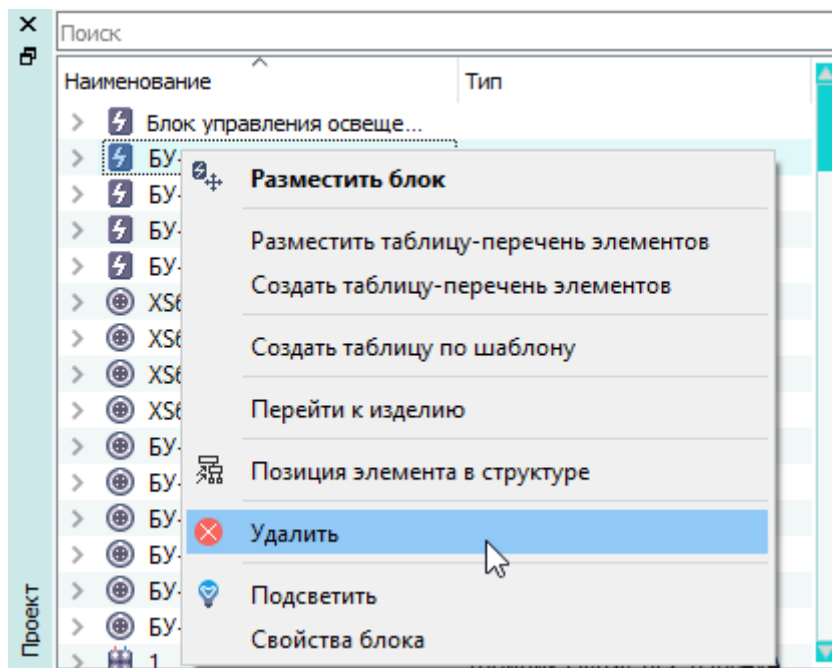 Поиск
Наименование
Тип
Блок управления освеще...
БУ-
Разместить блок
БУ-
БУ-
Разместить таблицу-перечень элементов
БУ-
Создать таблицу-перечень элементов
XS6
XS6
Создать таблицу по шаблону
XS6
XS6
Перейти к изделию
БУ-
БУ-
Позиция элемента в структуре
БУ-
БУ-
Удалить
БУ-
Подсветить
БУ-
Свойства блока
1
Проект